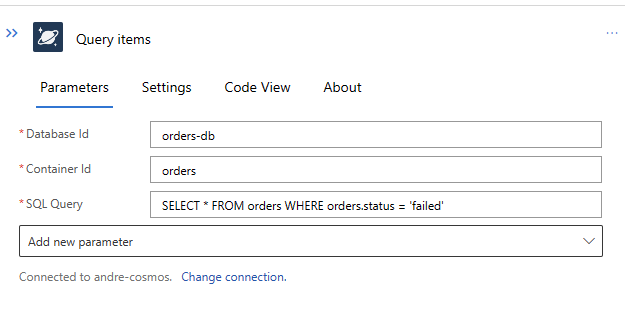 Query items
Parameters Settings Code View About
*Database Id orders-db
*Container Id orders
*SQL Query SELECT * FROM orders WHERE orders.status = 'failed'
Add new parameter
Connected to andre-cosmos. Change connection.